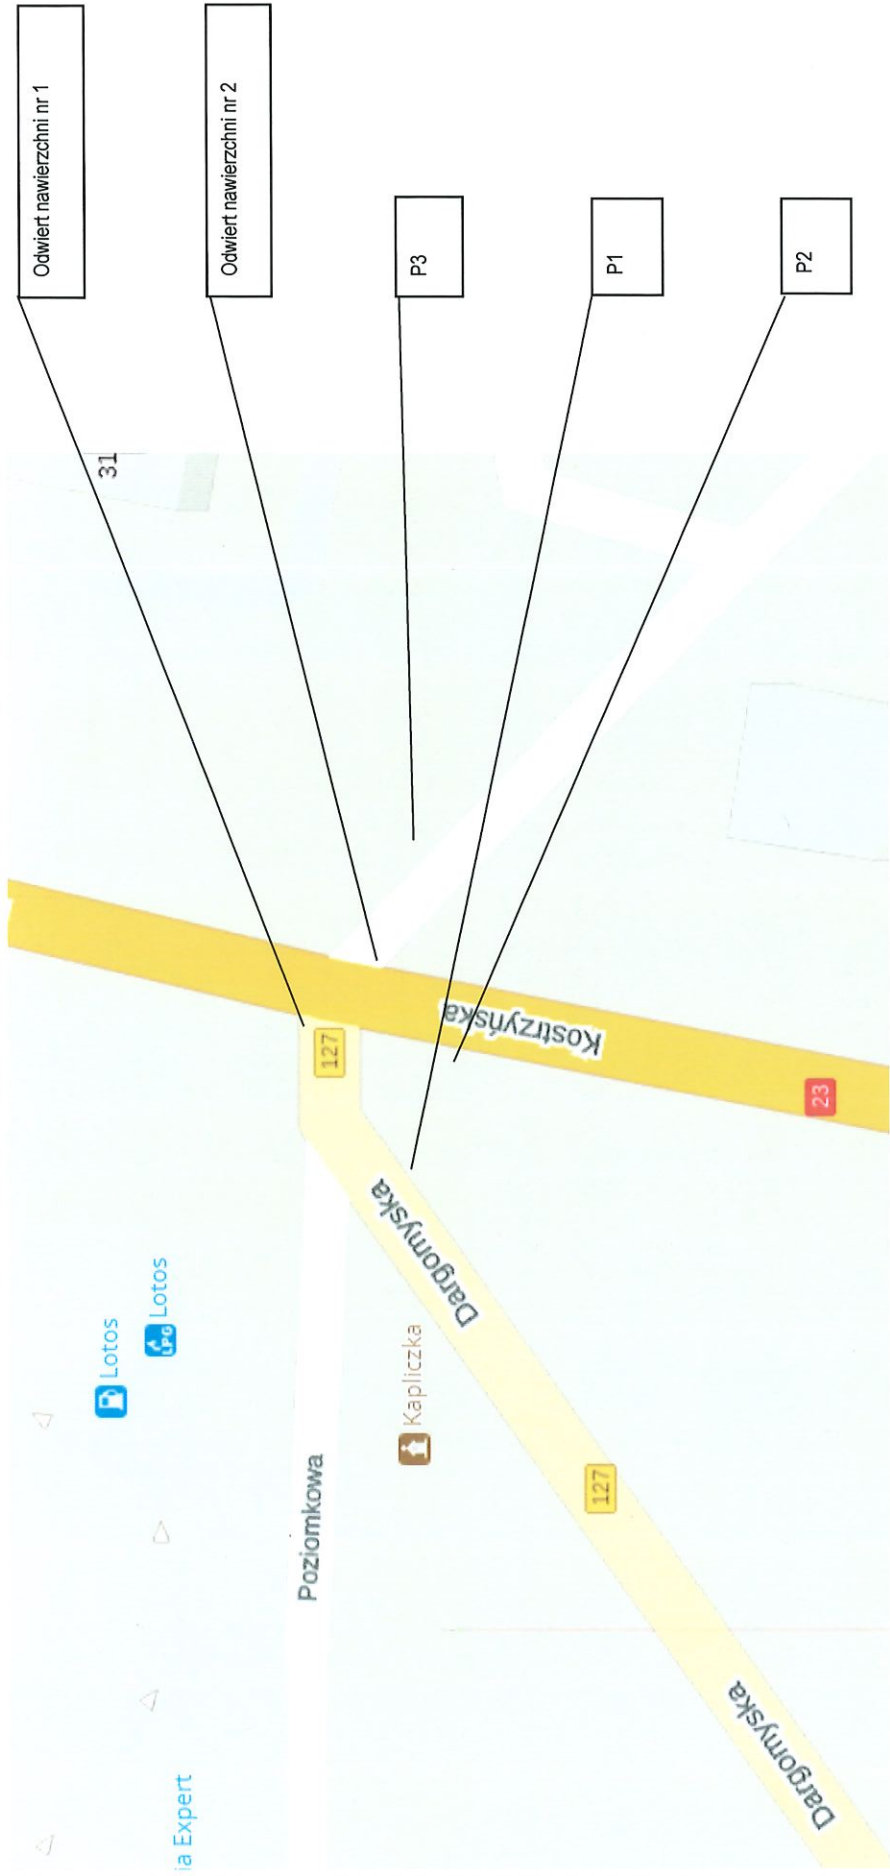 Odwiert nawierzchni nr 1
Odwiert nawierzchni nr 2
P3
P1
P2
31
127
Kostrzyńska
23
Dargomyska
Lotos
LPG
Lotos
Kapliczka
Poziomkowa
127
Dargomyska
ia Expert